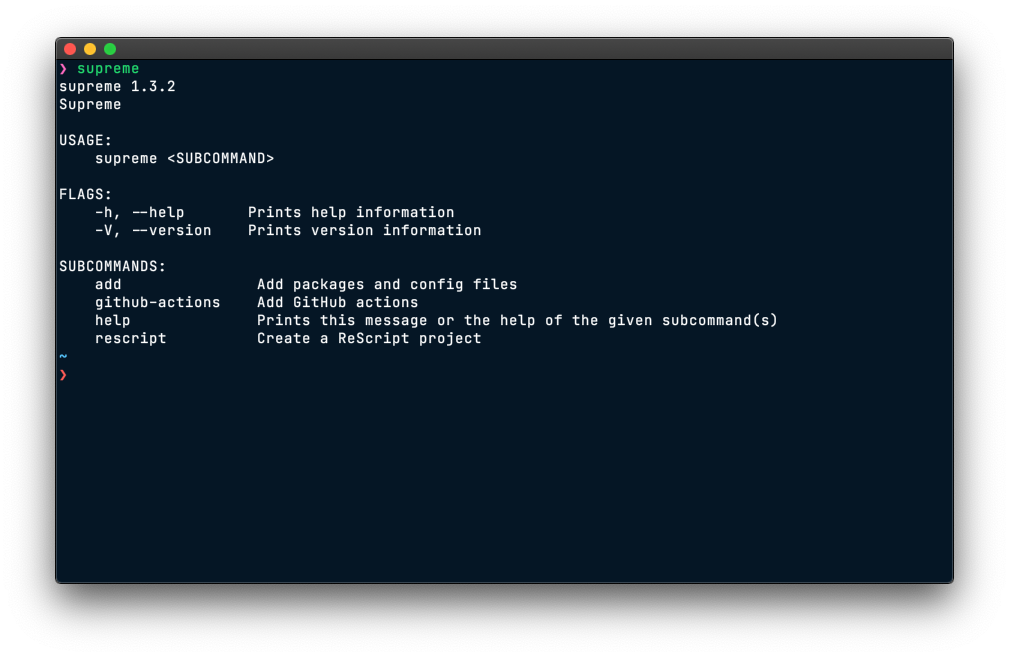 ❯ supreme
supreme 1.3.2
Supreme

USAGE:
    supreme <SUBCOMMAND>

FLAGS:
    -h, --help       Prints help information
    -V, --version    Prints version information

SUBCOMMANDS:
    add               Add packages and config files
    github-actions    Add GitHub actions
    help              Prints this message or the help of the given subcommand(s)
    rescript          Create a ReScript project
~
❯